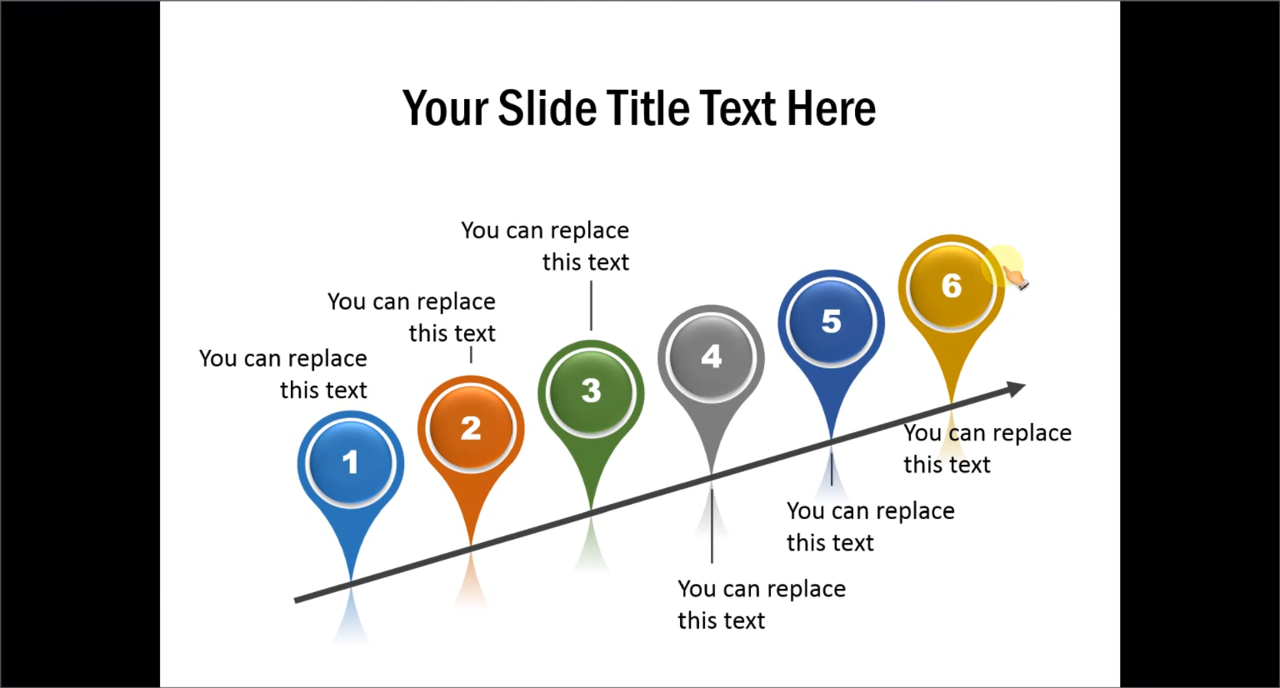 Your Slide Title Text Here
You can replace
this text
1
You can replace
this text
2
You can replace
this text
3
4
You can replace
this text
5
You can replace
this text
6
You can replace
this text